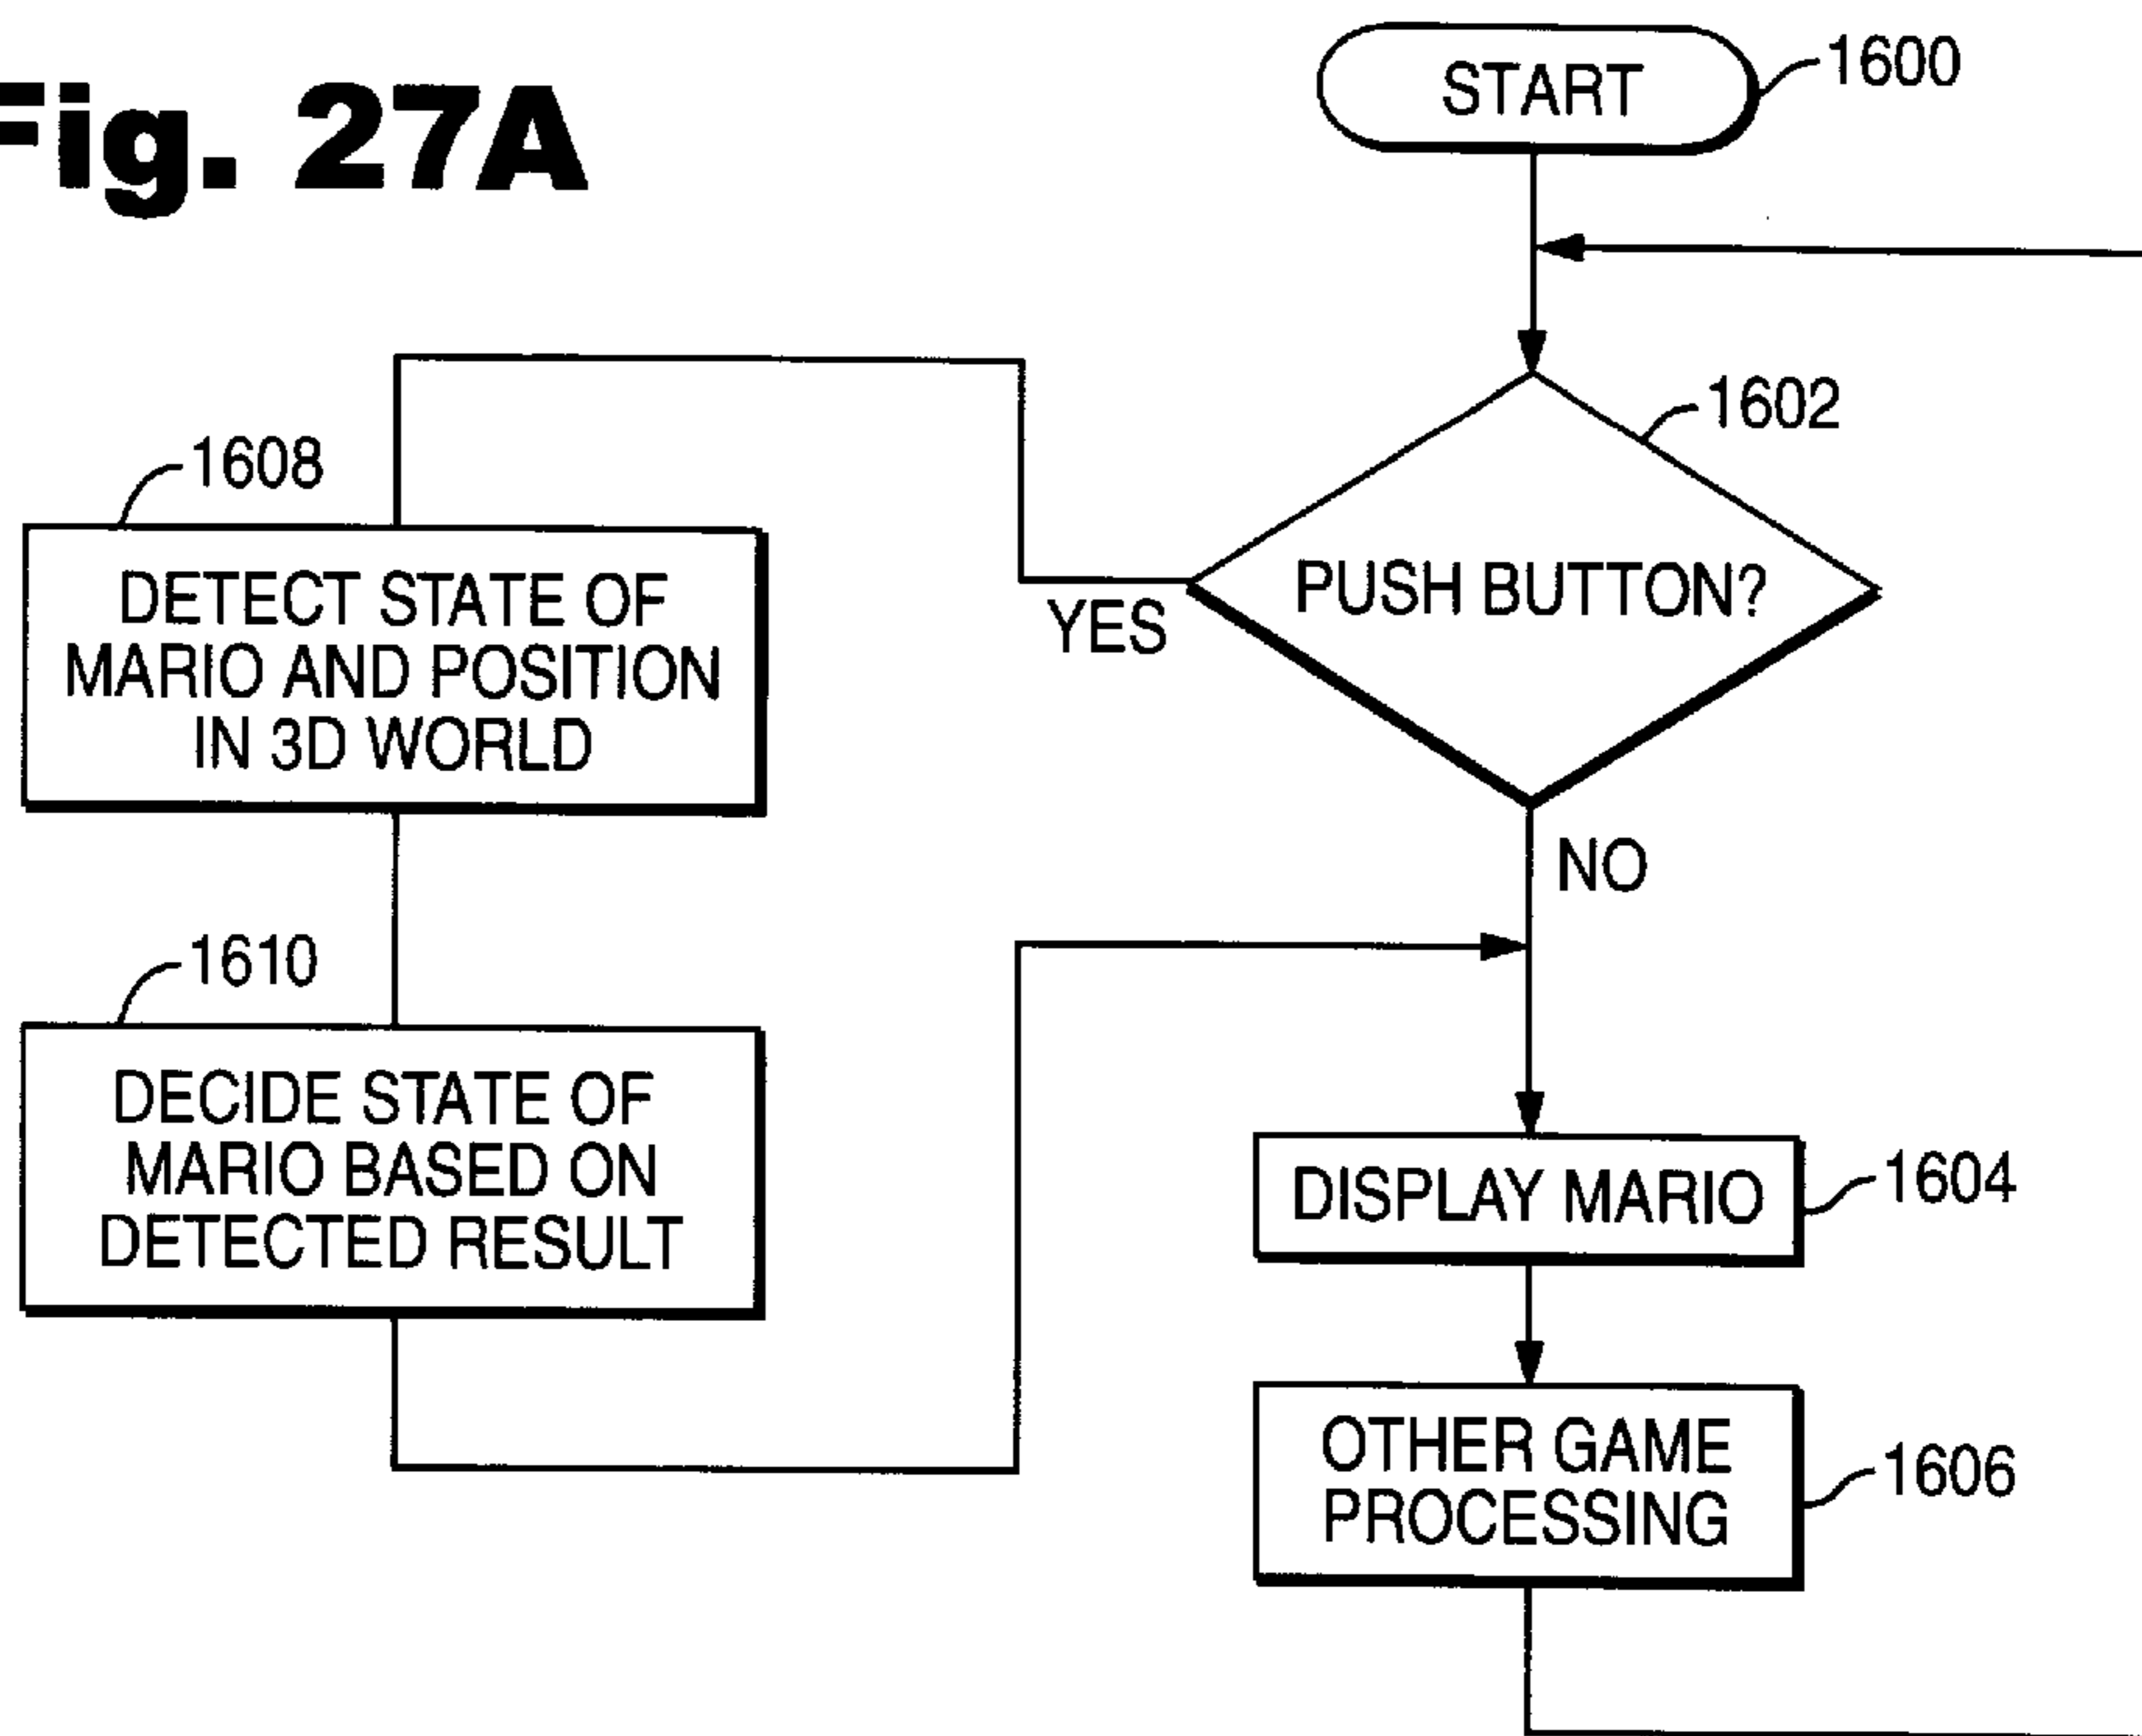 Fig. 27A
START
1600
1602
PUSH BUTTON?
YES
NO
1608
DETECT STATE OF
MARIO AND POSITION
IN 3D WORLD
1610
DECIDE STATE OF
MARIO BASED ON
DETECTED RESULT
DISPLAY MARIO
1604
OTHER GAME
PROCESSING
1606